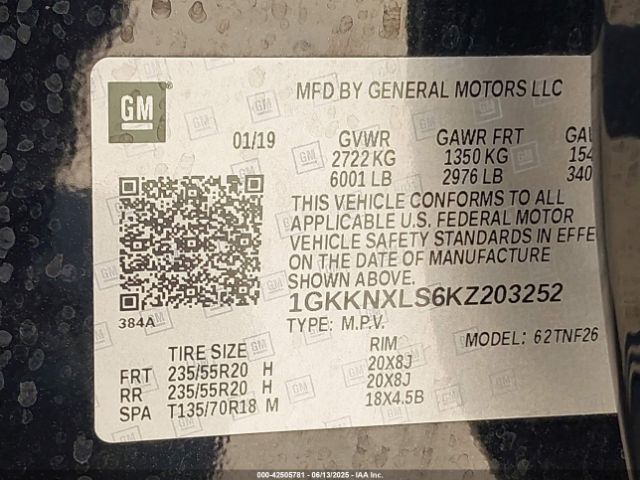 GM
MFD BY GENERAL MOTORS LLC
01/19 GVWR GAWR FRT
2722 KG 1350 KG
6001 LB 2976 LB
THIS VEHICLE CONFORMS TO ALL
APPLICABLE U.S. FEDERAL MOTOR
VEHICLE SAFETY STANDARDS IN EFFE
ON THE DATE OF MANUFACTURE
SHOWN ABOVE.
1GKKNXLS6KZ203252
384A
TYPE: M.P.V.
MODEL: 62TNF26
TIRE SIZE RIM
FRT 235/55R20 H 20X8J
RR 235/55R20 H 20X8J
SPA T135/70R18 M 18X4.5B
000-42505781 - 06/13/2025 - IAA Inc.